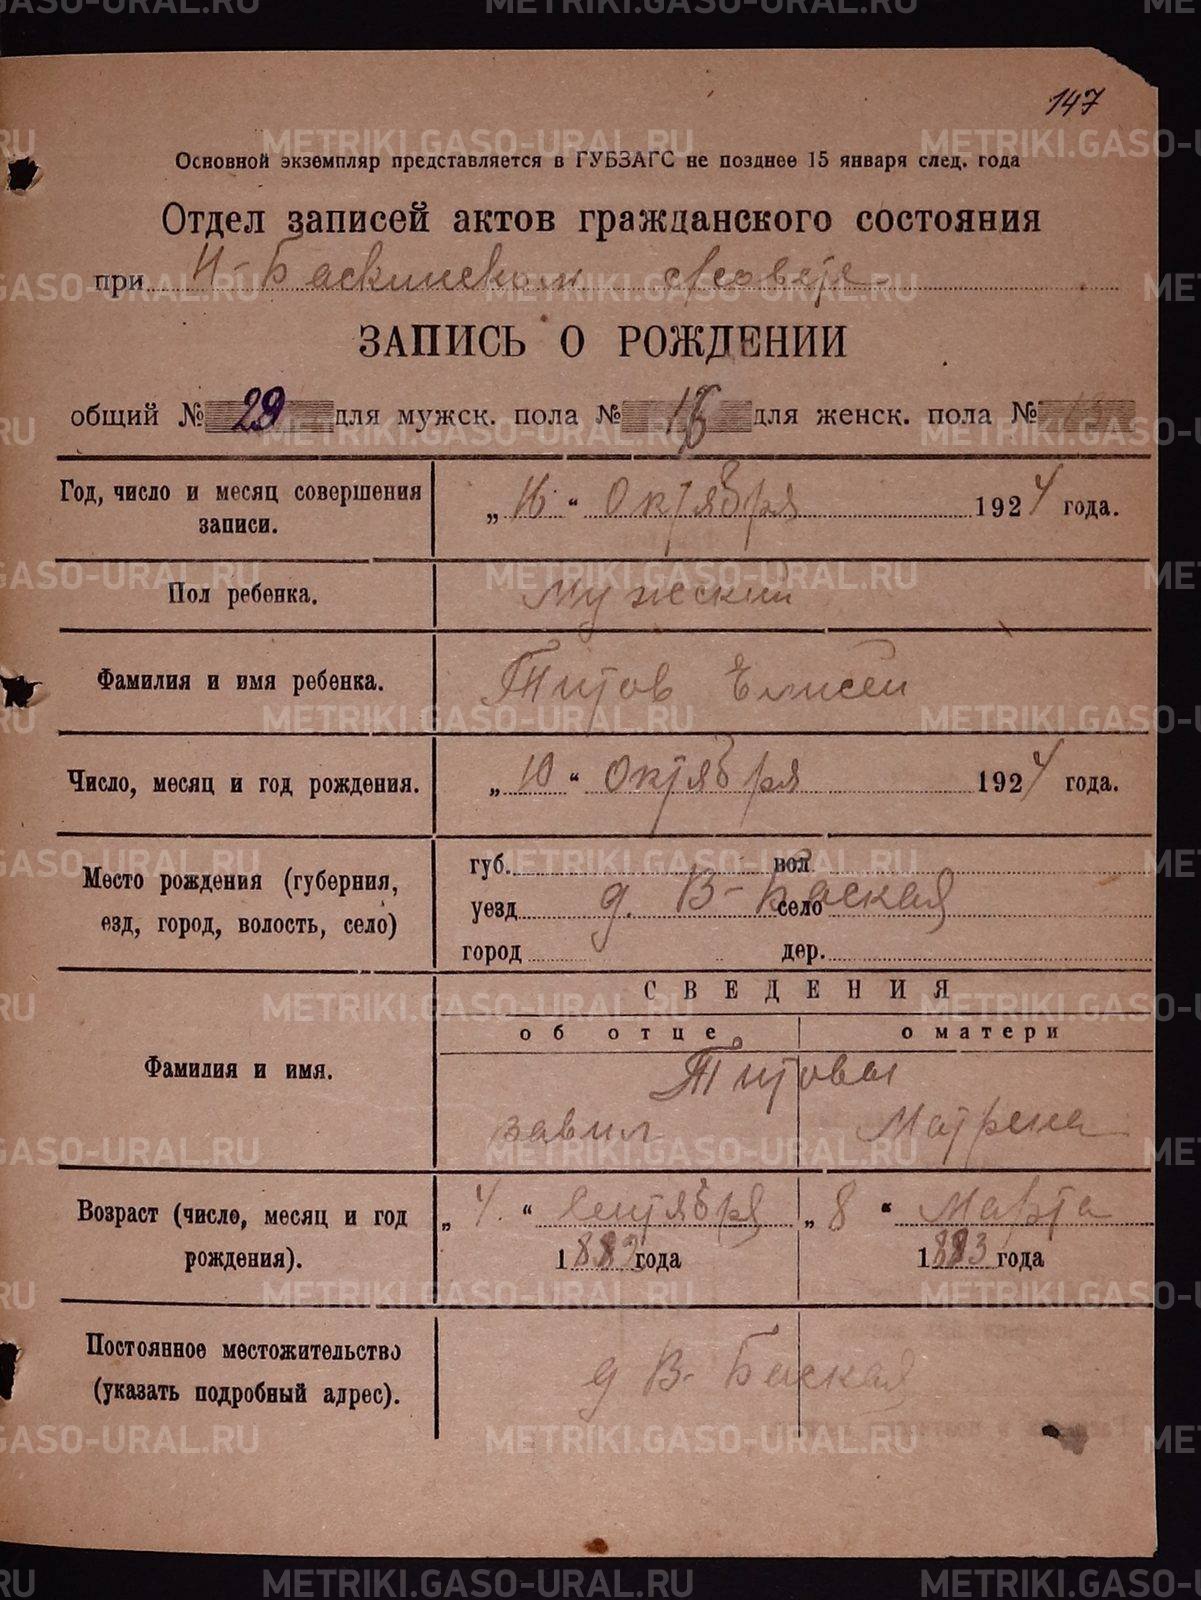 147
Основной экземпляр представляется в ГУБЗАГС не позднее 15 января след. года
Отдел записей актов гражданского состояния
при Н-Баскинском с/совете
ЗАПИСЬ О РОЖДЕНИИ
общий № 29 для мужск. пола № 16 для женск. пола №
Год, число и месяц совершения
записи.
„ 16 “ Октября 1924 года.
Пол ребенка.
Мужеский
Фамилия и имя ребенка.
Титов Елисей
Число, месяц и год рождения.
„ 10 “ Октября 1924 года.
Место рождения (губерния,
езд, город, волость, село)
губ. вол
уезд д. В-Баская село
город дер.
СВЕДЕНИЯ
об отце
о матери
Фамилия и имя.
Титовы
Матрена
Возраст (число, месяц и год
рождения).
„ 4. “ Сентября „ 8 “ Марта
188 года 1883 года
Постоянное местожительство
(указать подробный адрес).
д В-Баская
METRIKI.GASO-URAL.RU